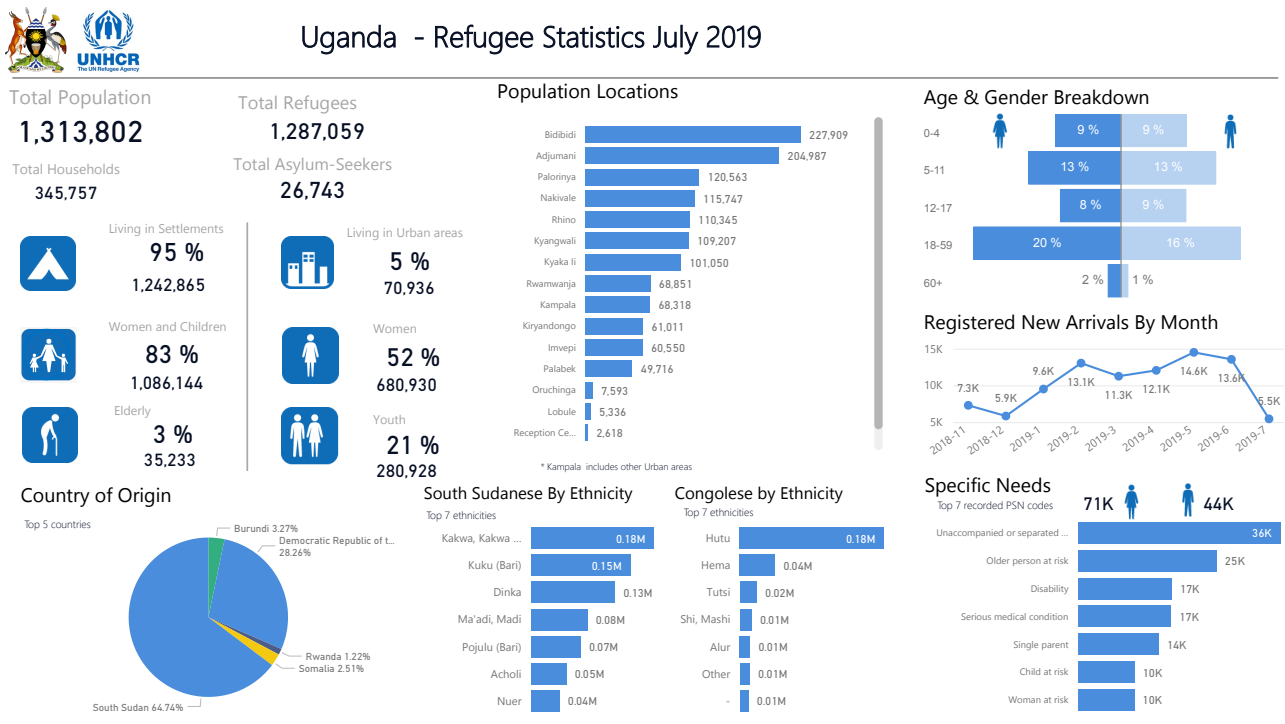 UNHCR
The UN Refugee Agency
Uganda - Refugee Statistics July 2019
Total Population
1,313,802
Total Refugees
1,287,059
Total Households
345,757
Total Asylum-Seekers
26,743
Living in Settlements
95 %
1,242,865
Living in Urban areas
5 %
70,936
Women and Children
83 %
1,086,144
Women
52 %
680,930
Elderly
3 %
35,233
Youth
21 %
280,928
Population Locations
Bidibidi 227,909
Adjumani 204,987
Palorinya 120,563
Nakivale 115,747
Rhino 110,345
Kyangwali 109,207
Kyaka Ii 101,050
Rwamwanja 68,851
Kampala 68,318
Kiryandongo 61,011
Imvepi 60,550
Palabek 49,716
Oruchinga 7,593
Lobule 5,336
Reception Ce... 2,618
* Kampala includes other Urban areas
Age & Gender Breakdown
0-4 9 % 9 %
5-11 13 % 13 %
12-17 8 % 9 %
18-59 20 % 16 %
60+ 2 % 1 %
Registered New Arrivals By Month
15K
10K
5K
7.3K
5.9K
9.6K
13.1K
11.3K
12.1K
14.6K
13.6K
5.5K
2018-11
2018-12
2019-1
2019-2
2019-3
2019-4
2019-5
2019-6
2019-7
Country of Origin
Top 5 countries
Burundi 3.27%
Democratic Republic of t...
28.26%
Rwanda 1.22%
Somalia 2.51%
South Sudan 64.74%
South Sudanese By Ethnicity
Top 7 ethnicities
Kakwa, Kakwa ... 0.18M
Kuku (Bari) 0.15M
Dinka 0.13M
Ma'adi, Madi 0.08M
Pojulu (Bari) 0.07M
Acholi 0.05M
Nuer 0.04M
Congolese by Ethnicity
Top 7 ethnicities
Hutu 0.18M
Hema 0.04M
Tutsi 0.02M
Shi, Mashi 0.01M
Alur 0.01M
Other 0.01M
- 0.01M
Specific Needs
Top 7 recorded PSN codes
71K
44K
Unaccompanied or separated ... 36K
Older person at risk 25K
Disability 17K
Serious medical condition 17K
Single parent 14K
Child at risk 10K
Woman at risk 10K